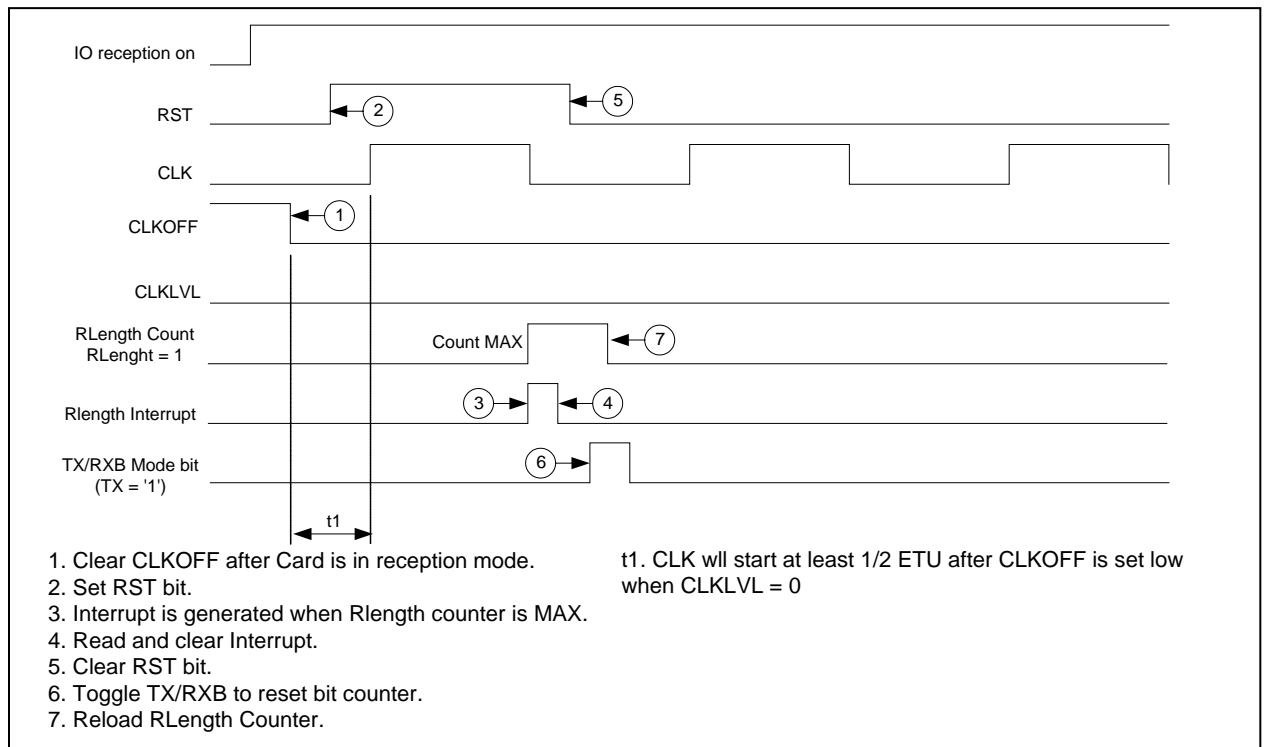 IO reception on
RST
2
5
CLK
CLKOFF
1
CLKLVL
RLength Count
RLenght = 1
Count MAX
7
Rlength Interrupt
3
4
TX/RXB Mode bit
(TX = '1')
6
t1
1. Clear CLKOFF after Card is in reception mode.
2. Set RST bit.
3. Interrupt is generated when Rlength counter is MAX.
4. Read and clear Interrupt.
5. Clear RST bit.
6. Toggle TX/RXB to reset bit counter.
7. Reload RLength Counter.
t1. CLK wll start at least 1/2 ETU after CLKOFF is set low
when CLKLVL = 0